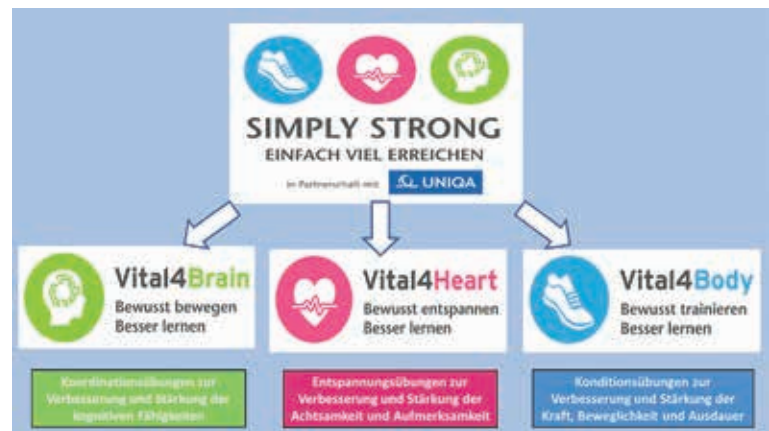 SIMPLY STRONG
EINFACH VIEL ERREICHEN
in Partnerschaft mit UNIQA
Vital4Brain
Bewusst bewegen
Besser lernen
Vital4Heart
Bewusst entspannen
Besser lernen
Vital4Body
Bewusst trainieren
Besser lernen
Koordinationsübungen zur
Verbesserung und Stärkung der
kognitiven Fähigkeiten
Entspannungsübungen zur
Verbesserung und Stärkung der
Achtsamkeit und Aufmerksamkeit
Konditionsübungen zur
Verbesserung und Stärkung der
Kraft, Beweglichkeit und Ausdauer